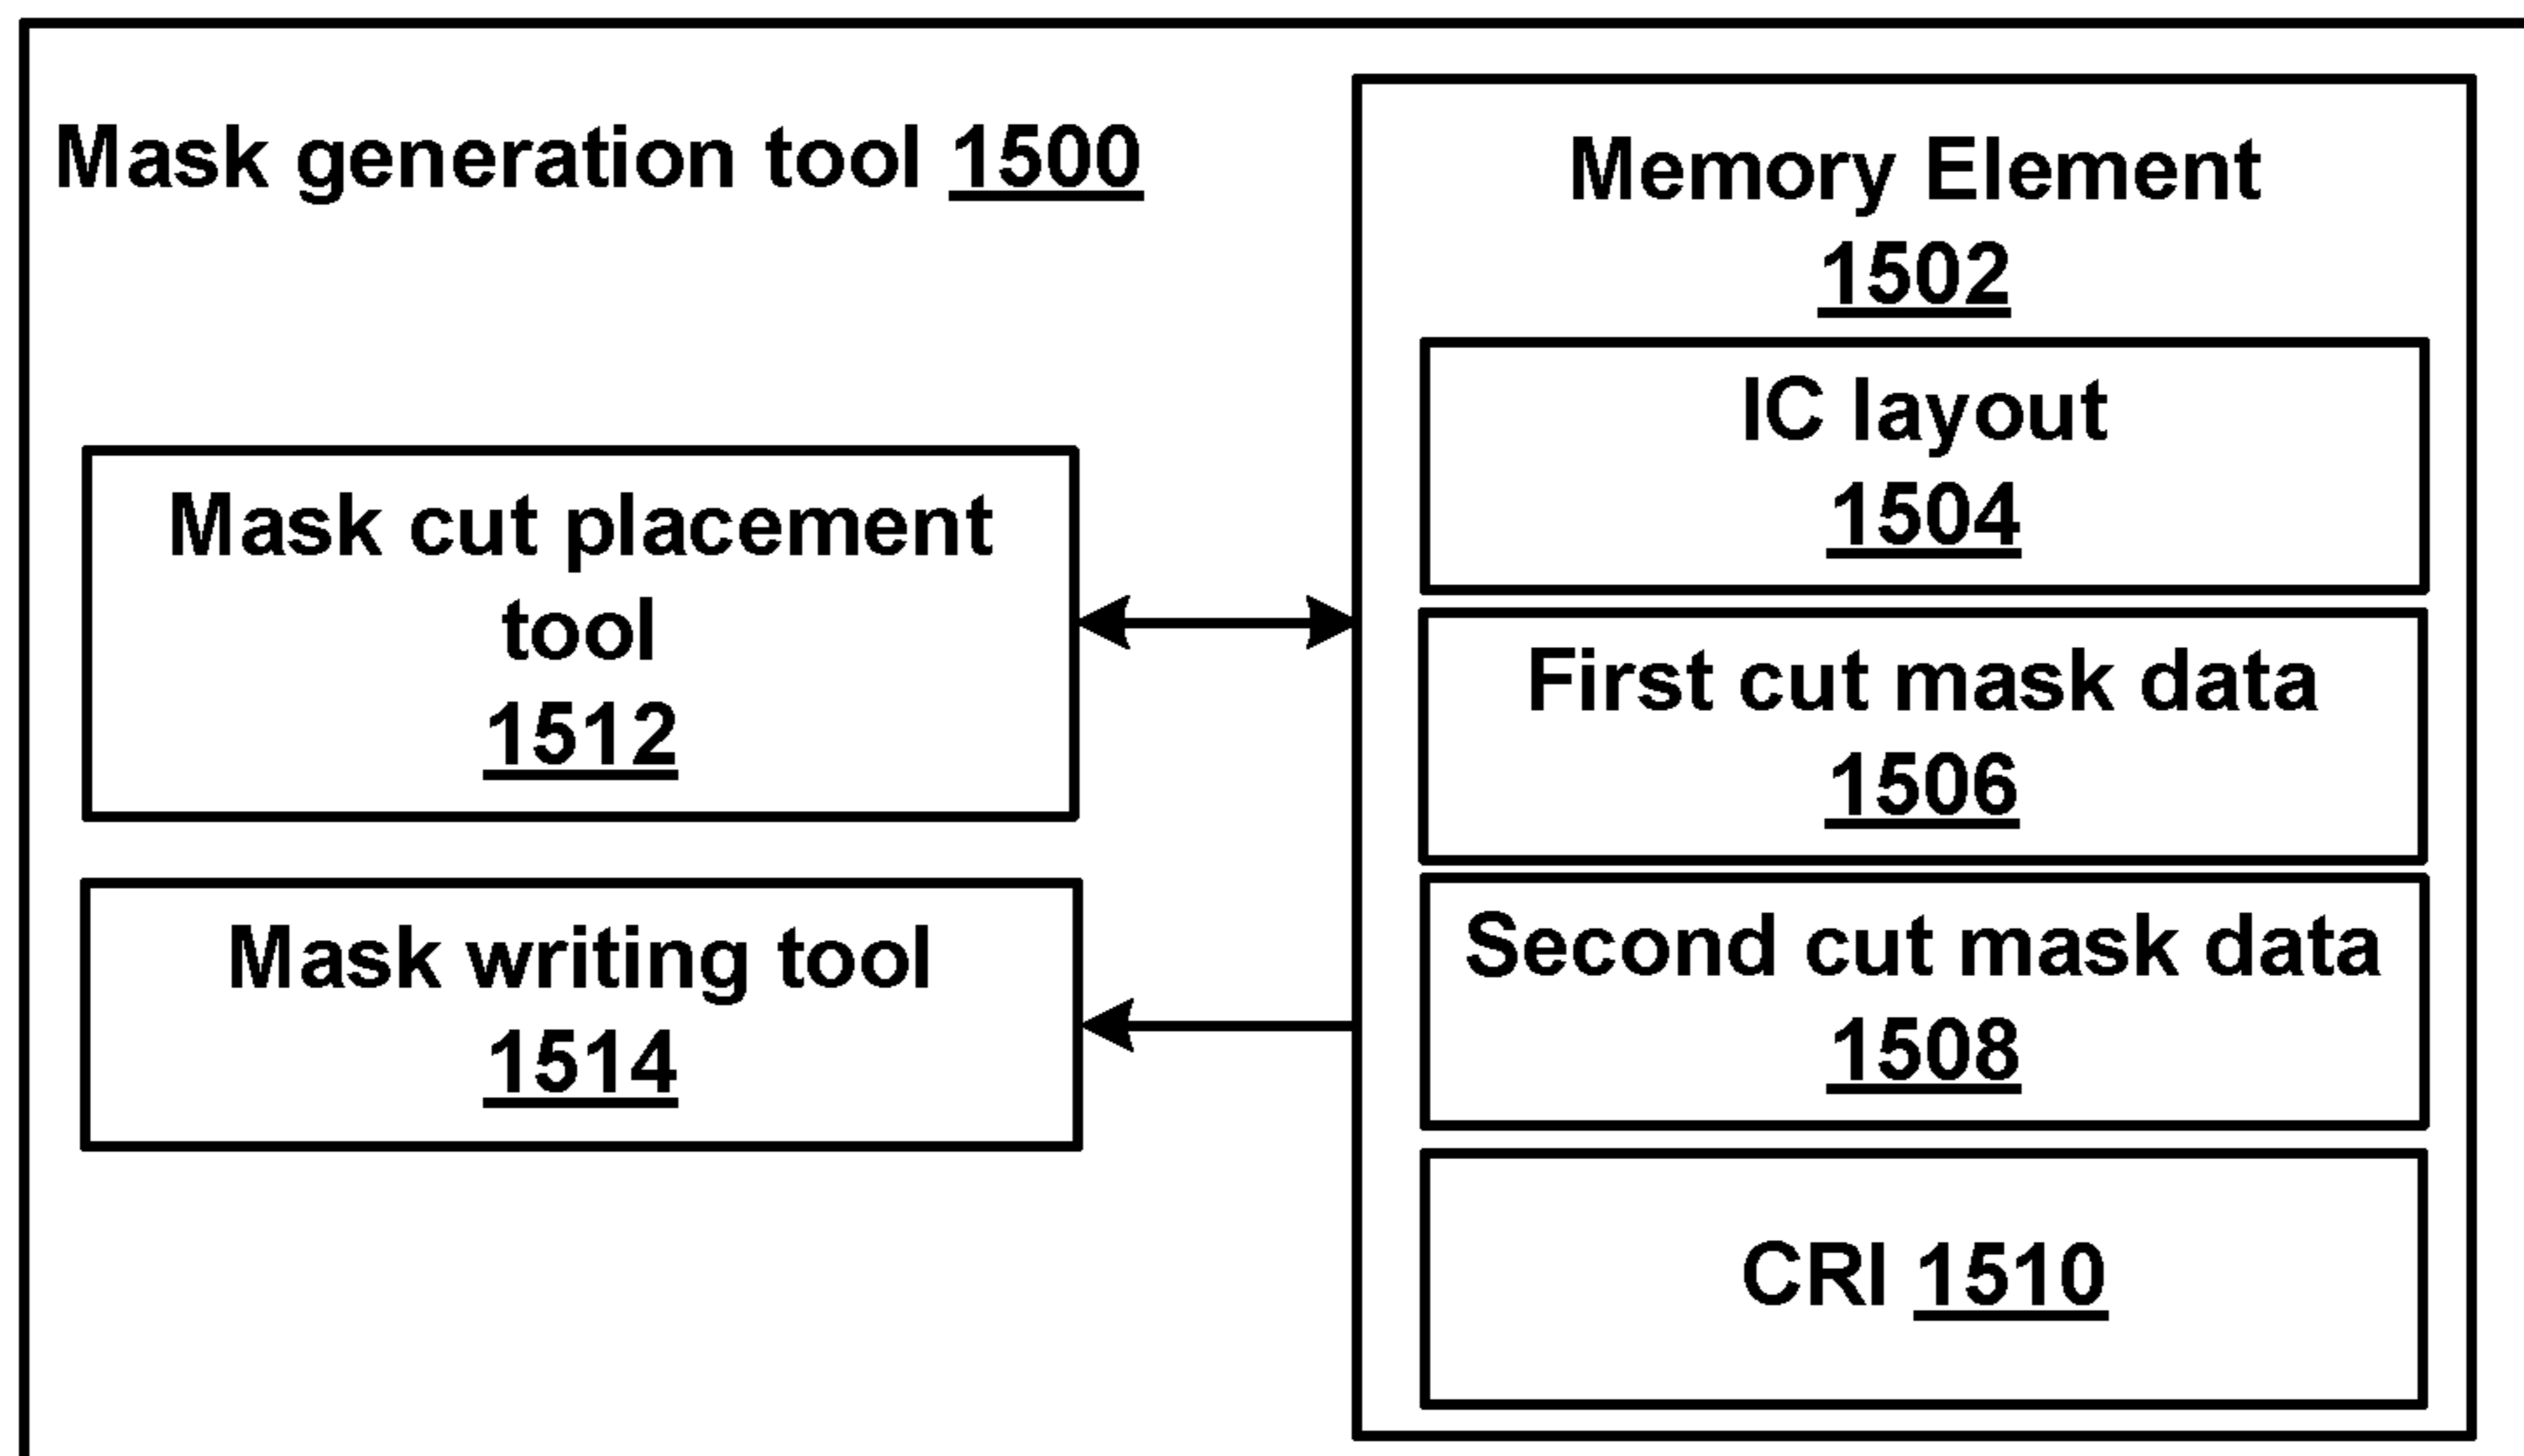 Mask generation tool 1500
Memory Element
1502
IC layout
1504
First cut mask data
1506
Second cut mask data
1508
CRI 1510
Mask cut placement
tool
1512
Mask writing tool
1514